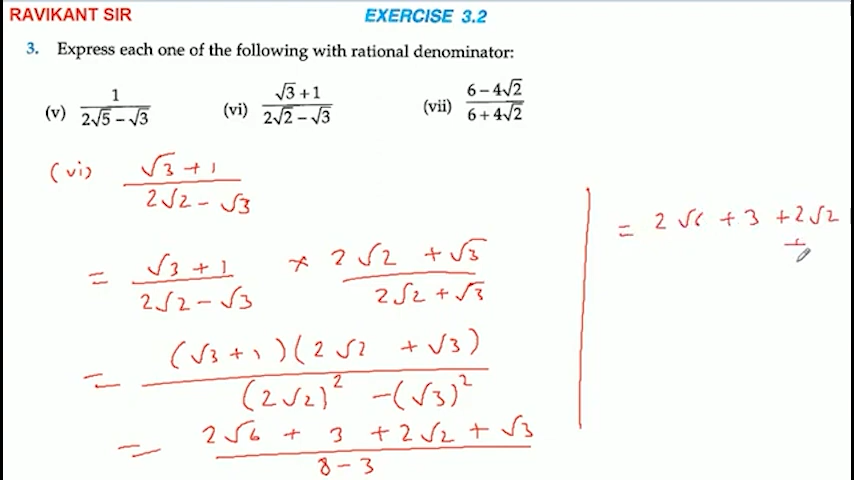 RAVIKANT SIR
EXERCISE 3.2
3. Express each one of the following with rational denominator:
(v) 1/(2√5 − √3) (vi) (√3 + 1)/(2√2 − √3) (vii) (6 − 4√2)/(6 + 4√2)
(vi) (√3 + 1)/(2√2 − √3)
= (√3 + 1)/(2√2 − √3) × (2√2 + √3)/(2√2 + √3)
= (√3 + 1)(2√2 + √3)/((2√2)² − (√3)²)
= (2√6 + 3 + 2√2 + √3)/(8 − 3)
= 2√6 + 3 + 2√2
+